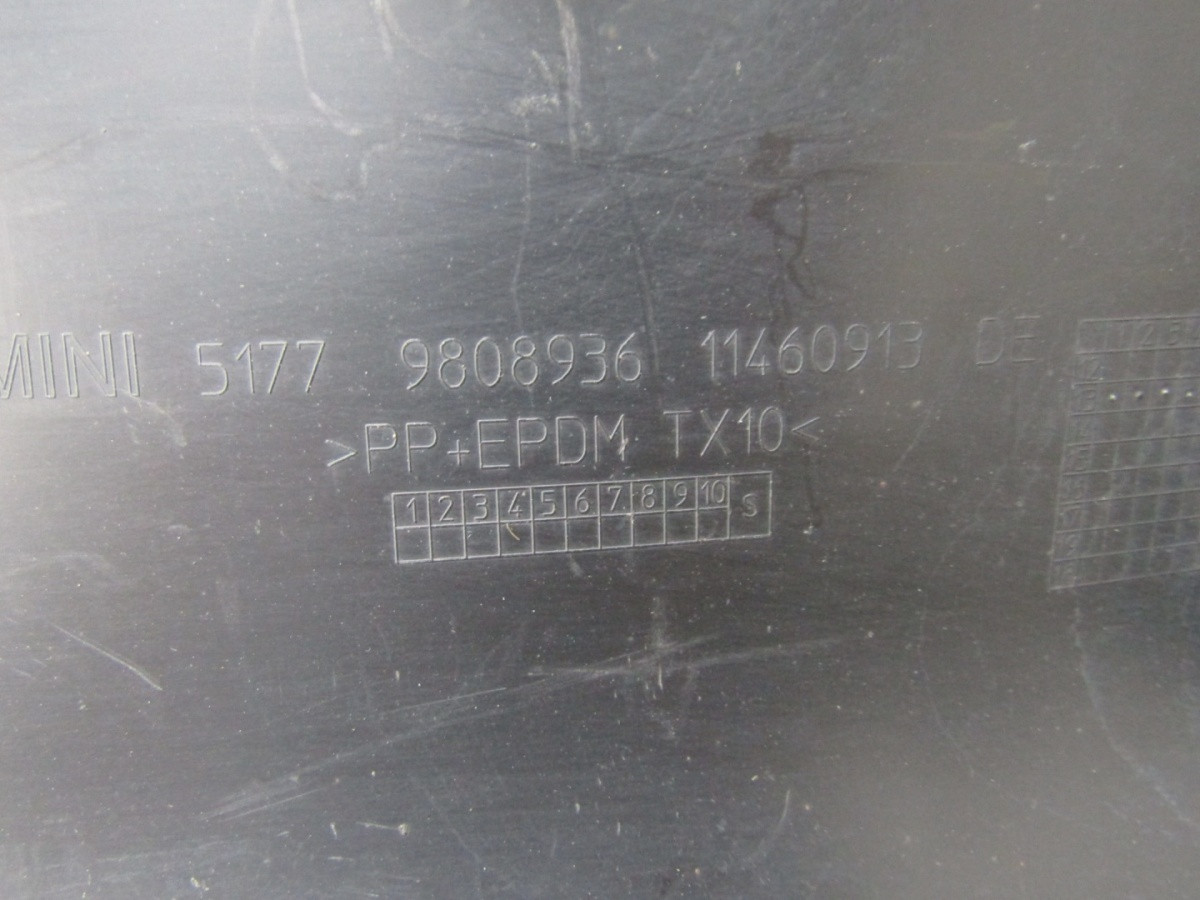 MINI 5177 9808936 11460913 DE
>PP+EPDM TX10<
1 2 3 4 5 6 7 8 9 10 S